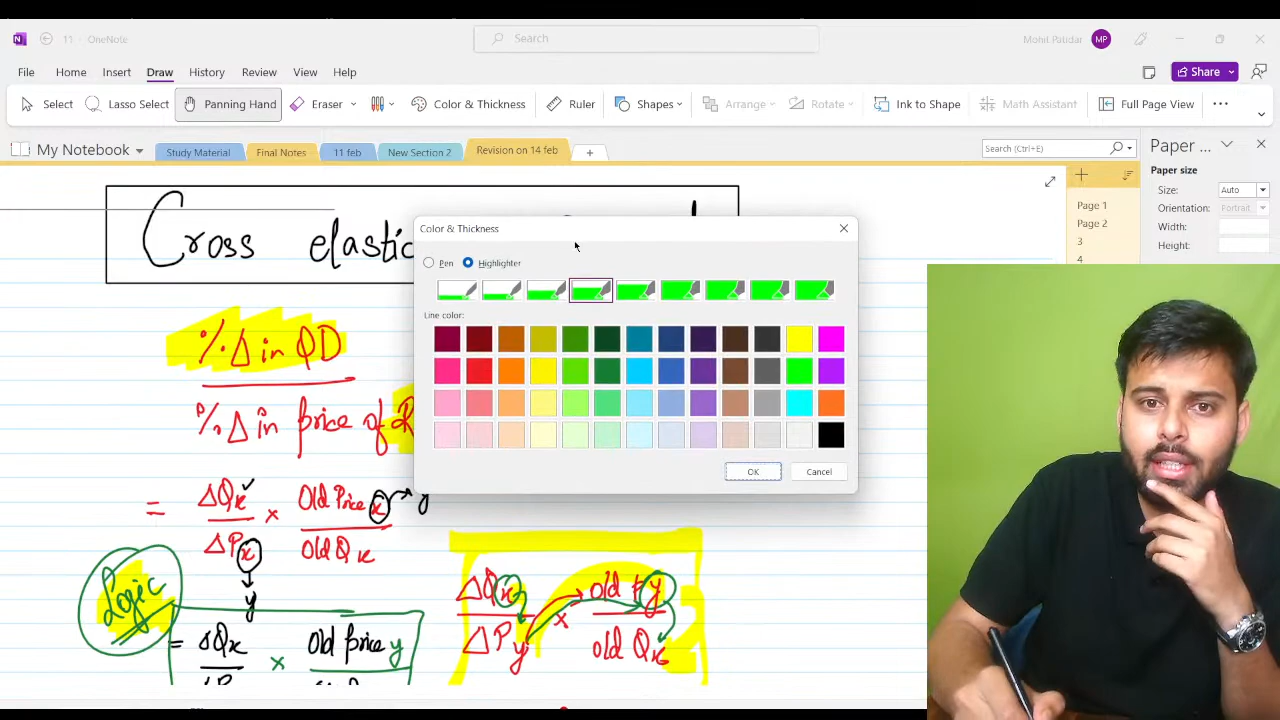 11 - OneNote
Search
Mohit Patidar MP
File Home Insert Draw History Review View Help
Share
Select Lasso Select Panning Hand Eraser Color & Thickness Ruler Shapes Arrange Rotate Ink to Shape Math Assistant Full Page View
My Notebook Study Material Final Notes 11 feb New Section 2 Revision on 14 feb +
Search (Ctrl+E)
Paper ...
Paper size
Size: Auto
Orientation: Portrait
Width:
Height:
Page 1
Page 2
3
4
Cross elastic
Color & Thickness
Pen Highlighter
Line color:
OK Cancel
% Δ in QD
% Δ in price of R
= ΔQx × Old Price x → y
ΔPx Old Qx
y
Logic
= ΔQx × Old price y
ΔQx × old P y
ΔPy old Qx